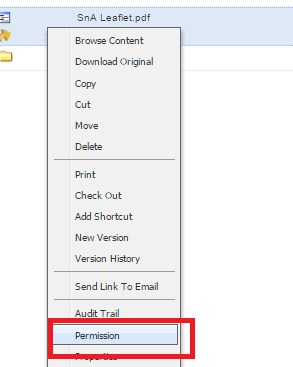 SnA Leaflet.pdf
Browse Content
Download Original
Copy
Cut
Move
Delete
Print
Check Out
Add Shortcut
New Version
Version History
Send Link To Email
Audit Trail
Permission
Properties